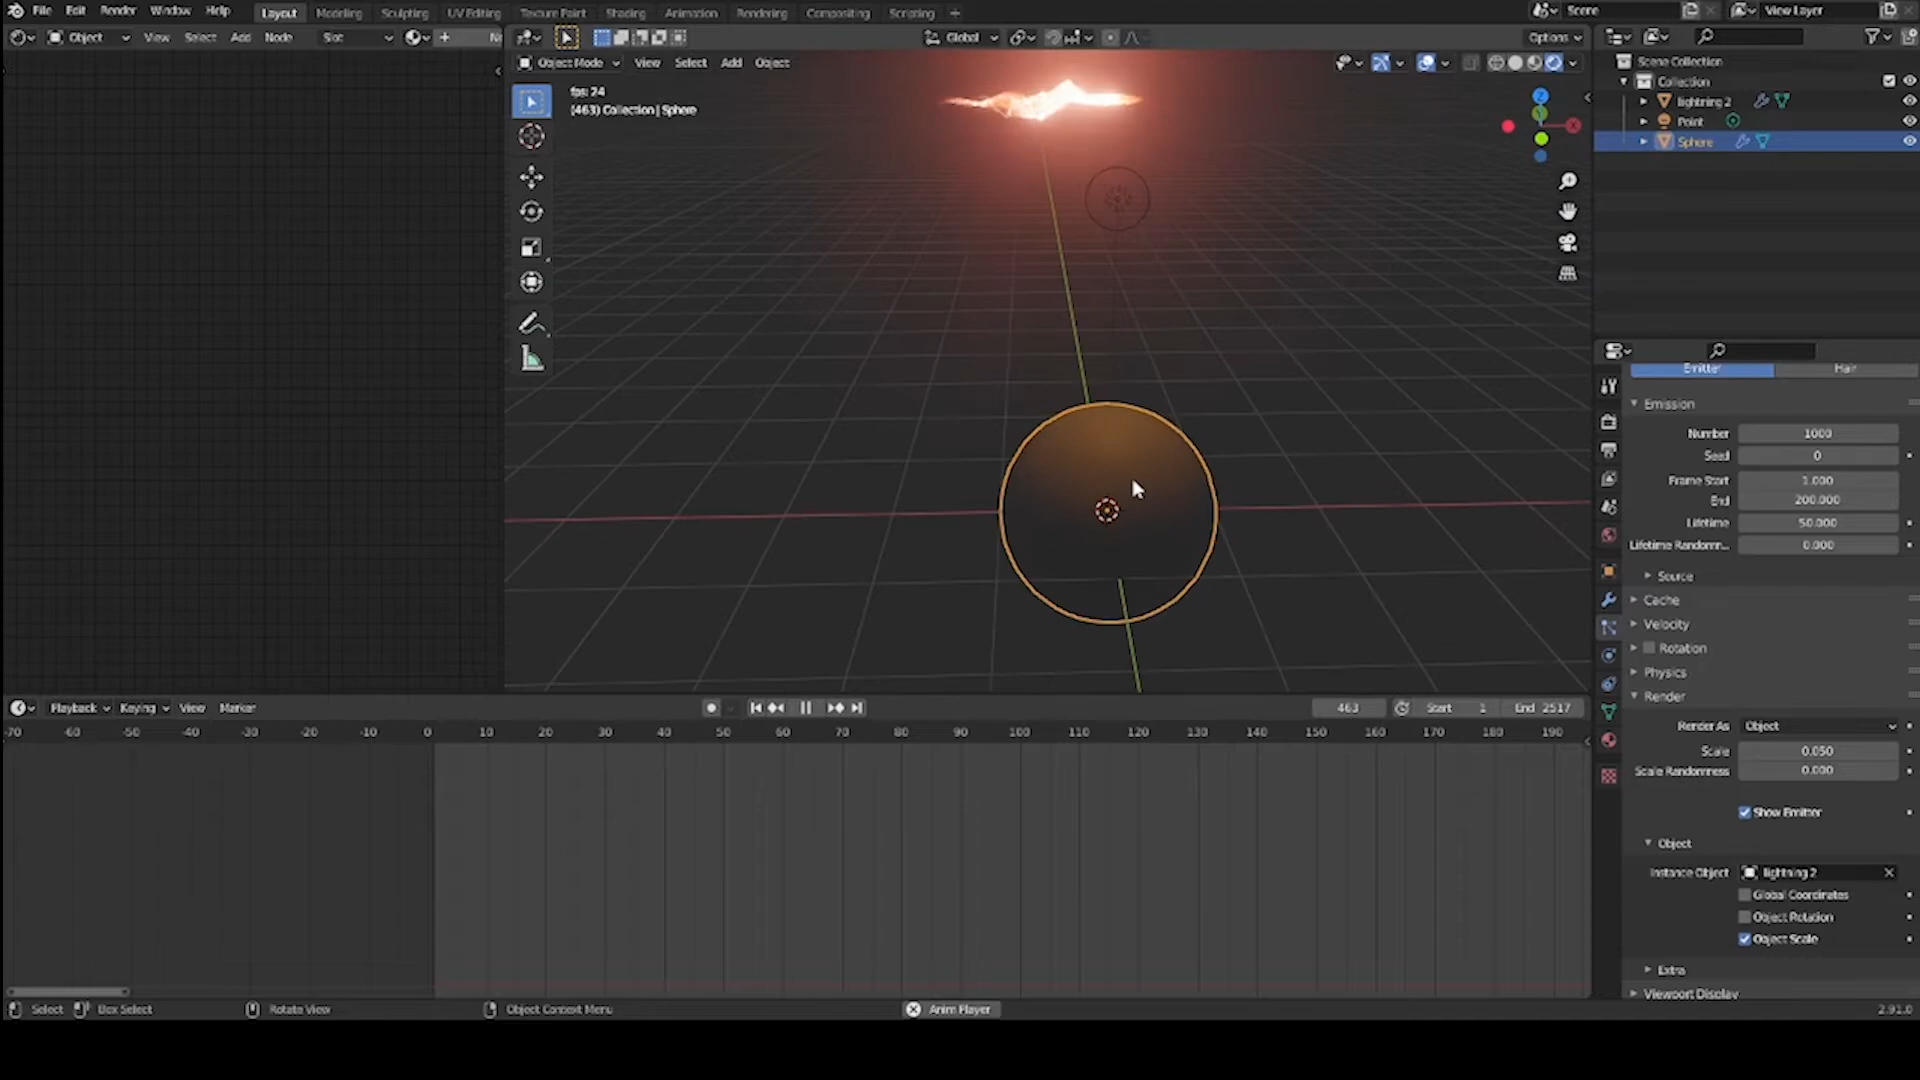 File Edit Render Window Help Layout Modeling Sculpting UV Editing Texture Paint Shading Animation Rendering Compositing Scripting + Scene View Layer
Object View Select Add Node Slot Global Options
Object Mode View Select Add Object
fps: 24
(463) Collection | Sphere
Z
Scene Collection
Collection
lightning 2
Point
Sphere
Emitter Hair
Emission
Number 1000
Seed 0
Frame Start 1.000
End 200.000
Lifetime 50.000
Lifetime Randomn... 0.000
Source
Cache
Velocity
Rotation
Physics
Render
Render As Object
Scale 0.050
Scale Randomness 0.000
Show Emitter
Object
Instance Object lightning 2
Global Coordinates
Object Rotation
Object Scale
Extra
Viewport Display
Playback Keying View Marker 463 Start 1 End 2517
-70 -60 -50 -40 -30 -20 -10 0 10 20 30 40 50 60 70 80 90 100 110 120 130 140 150 160 170 180 190
Select Box Select Rotate View Object Context Menu Anim Player 2.91.0